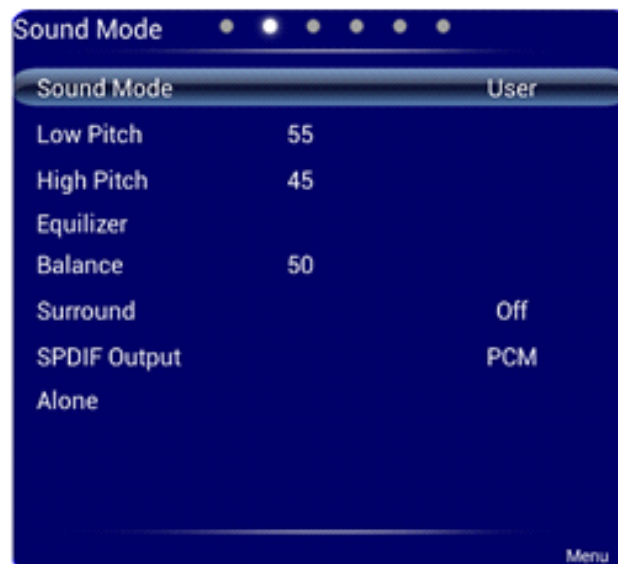 Sound Mode
Sound Mode User
Low Pitch 55
High Pitch 45
Equilizer
Balance 50
Surround Off
SPDIF Output PCM
Alone
Menu